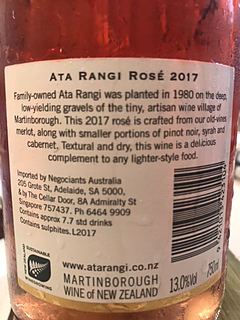 ATA RANGI ROSÉ 2017
Family-owned Ata Rangi was planted in 1980 on the deep,
low-yielding gravels of the tiny, artisan wine village of
Martinborough. This 2017 rosé is crafted from our old-vines
merlot, along with smaller portions of pinot noir, syrah and
cabernet, Textural and dry, this wine is a delicious
complement to any lighter-style food.
Imported by Negociants Australia
205 Grote St, Adelaide, SA 5000,
& by The Cellar Door, 8A Admiralty St
Singapore 757437. Ph 6464 9909
Contains approx 7.7 std drinks
Contains sulphites. L2017
SUSTAINABLE
WINEGROWING
NEW ZEALAND
www.atarangi.co.nz
MARTINBOROUGH
WINE of NEW ZEALAND
13.0%Vol
750ml